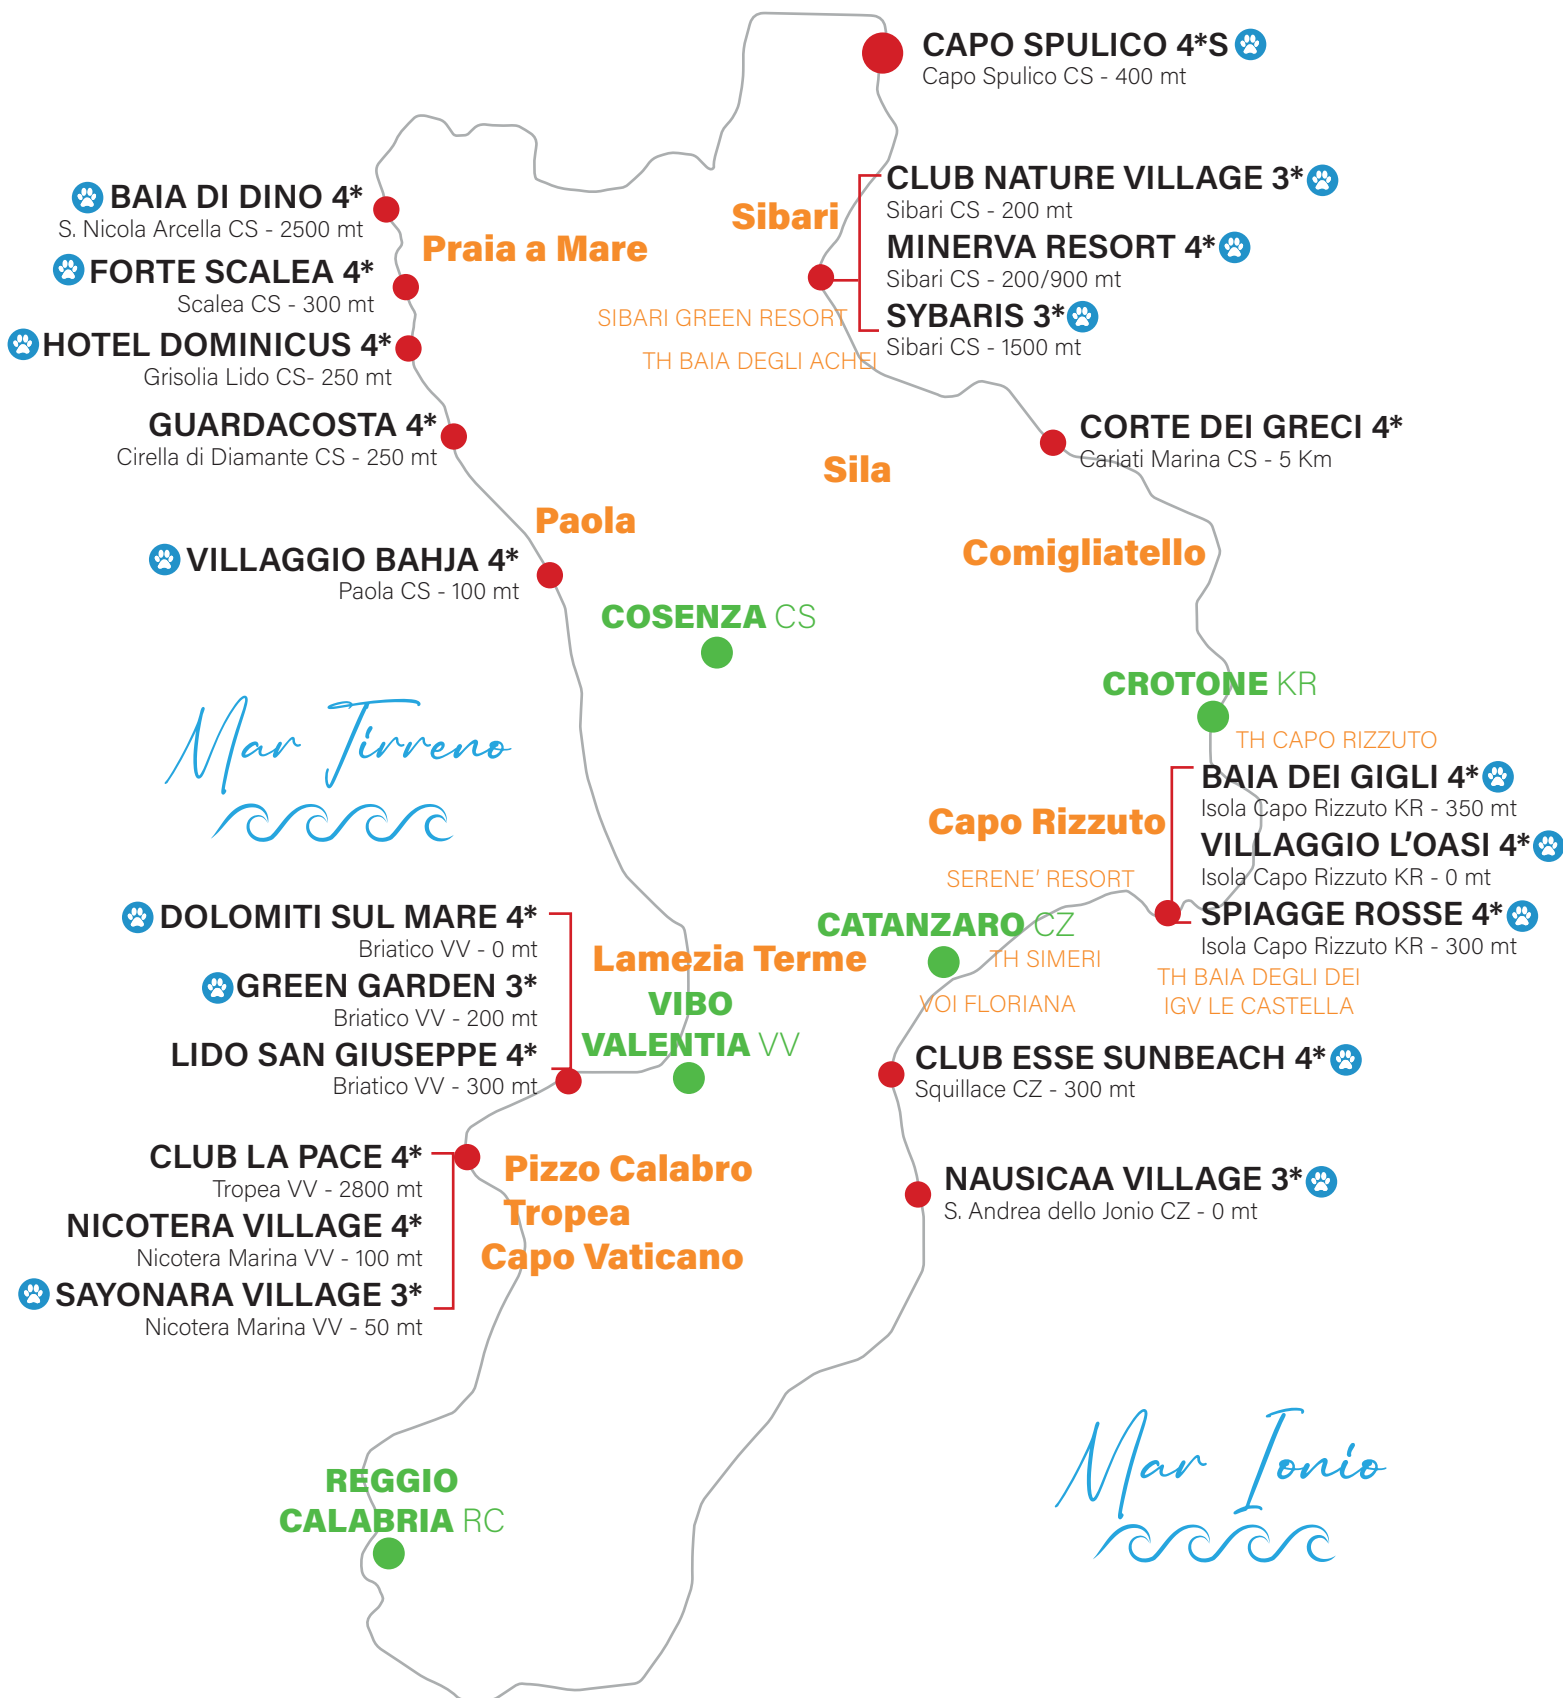 CAPO SPULICO 4*S
Capo Spulico CS - 400 mt
BAIA DI DINO 4*
S. Nicola Arcella CS - 2500 mt
FORTE SCALEA 4*
Scalea CS - 300 mt
HOTEL DOMINICUS 4*
Grisolia Lido CS- 250 mt
GUARDACOSTA 4*
Cirella di Diamante CS - 250 mt
VILLAGGIO BAHJA 4*
Paola CS - 100 mt
Praia a Mare
Sibari
CLUB NATURE VILLAGE 3*
Sibari CS - 200 mt
MINERVA RESORT 4*
Sibari CS - 200/900 mt
SYBARIS 3*
Sibari CS - 1500 mt
SIBARI GREEN RESORT
TH BAIA DEGLI ACHEI
CORTE DEI GRECI 4*
Cariati Marina CS - 5 Km
Sila
Paola
Comigliatello
COSENZA CS
CROTONE KR
Mar Tirreno
TH CAPO RIZZUTO
BAIA DEI GIGLI 4*
Isola Capo Rizzuto KR - 350 mt
VILLAGGIO L'OASI 4*
Isola Capo Rizzuto KR - 0 mt
SPIAGGE ROSSE 4*
Isola Capo Rizzuto KR - 300 mt
Capo Rizzuto
SERENE' RESORT
CATANZARO CZ
TH SIMERI
VOI FLORIANA
TH BAIA DEGLI DEI
IGV LE CASTELLA
DOLOMITI SUL MARE 4*
Briatico VV - 0 mt
GREEN GARDEN 3*
Briatico VV - 200 mt
LIDO SAN GIUSEPPE 4*
Briatico VV - 300 mt
Lamezia Terme
VIBO
VALENTIA VV
CLUB ESSE SUNBEACH 4*
Squillace CZ - 300 mt
CLUB LA PACE 4*
Tropea VV - 2800 mt
NICOTERA VILLAGE 4*
Nicotera Marina VV - 100 mt
SAYONARA VILLAGE 3*
Nicotera Marina VV - 50 mt
Pizzo Calabro
Tropea
Capo Vaticano
NAUSICAA VILLAGE 3*
S. Andrea dello Jonio CZ - 0 mt
REGGIO
CALABRIA RC
Mar Ionio